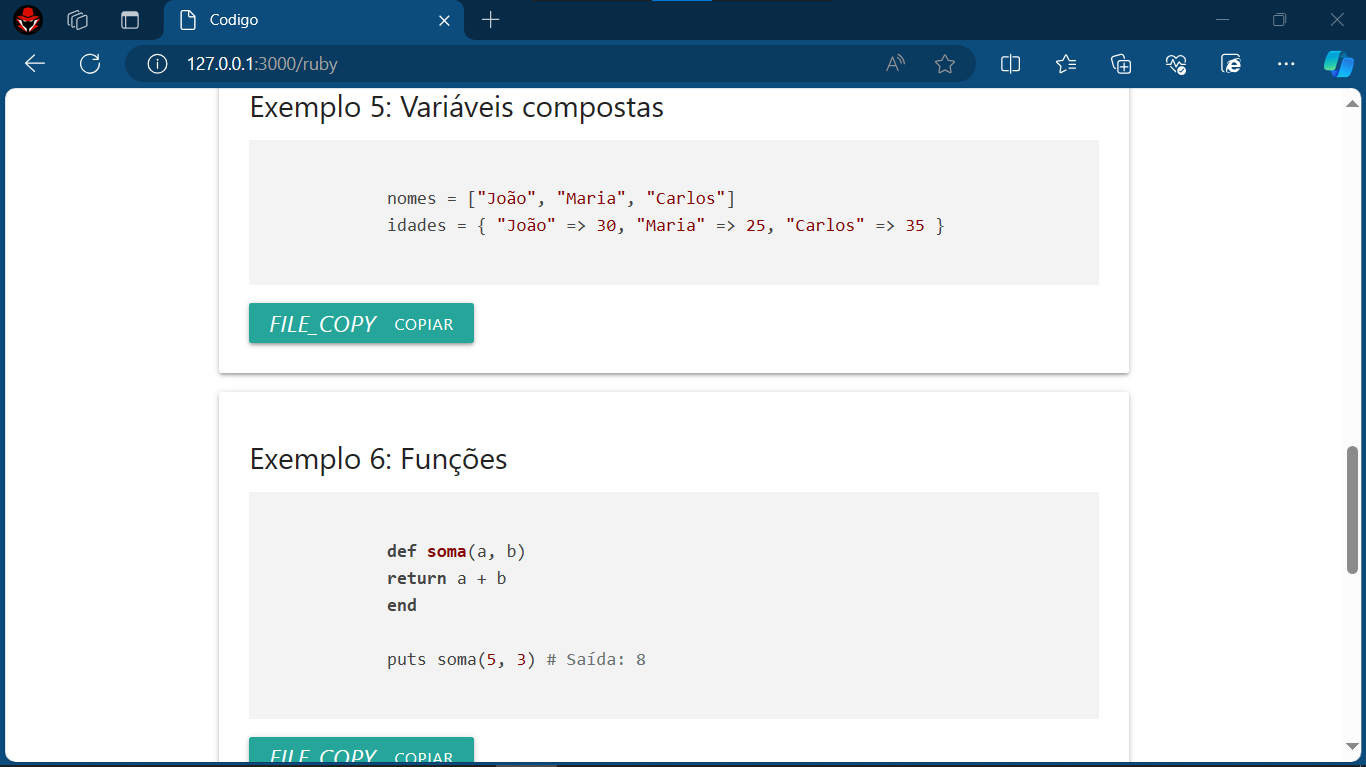 Codigo
127.0.0.1:3000/ruby
Exemplo 5: Variáveis compostas
nomes = ["João", "Maria", "Carlos"]
idades = { "João" => 30, "Maria" => 25, "Carlos" => 35 }
FILE_COPY COPIAR
Exemplo 6: Funções
def soma(a, b)
return a + b
end
puts soma(5, 3) # Saída: 8
FILE_COPY COPIAR